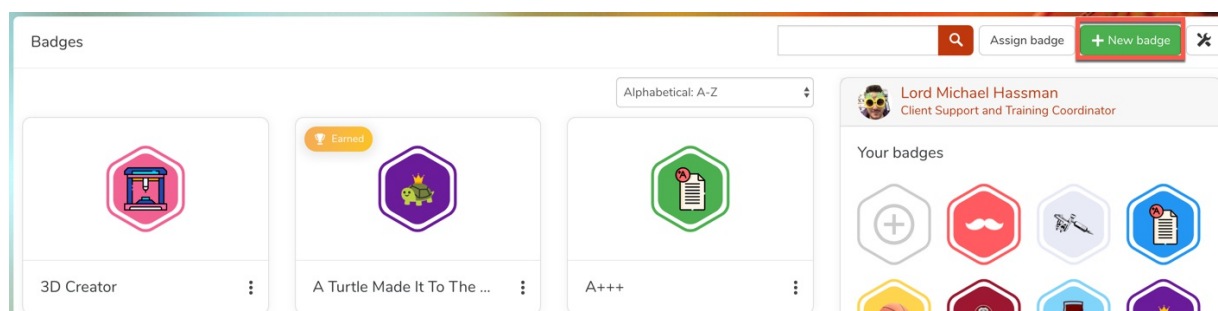 Badges
Assign badge
+ New badge
Alphabetical: A-Z
Lord Michael Hassman
Client Support and Training Coordinator
Earned
Your badges
3D Creator
A Turtle Made It To The ...
A+++